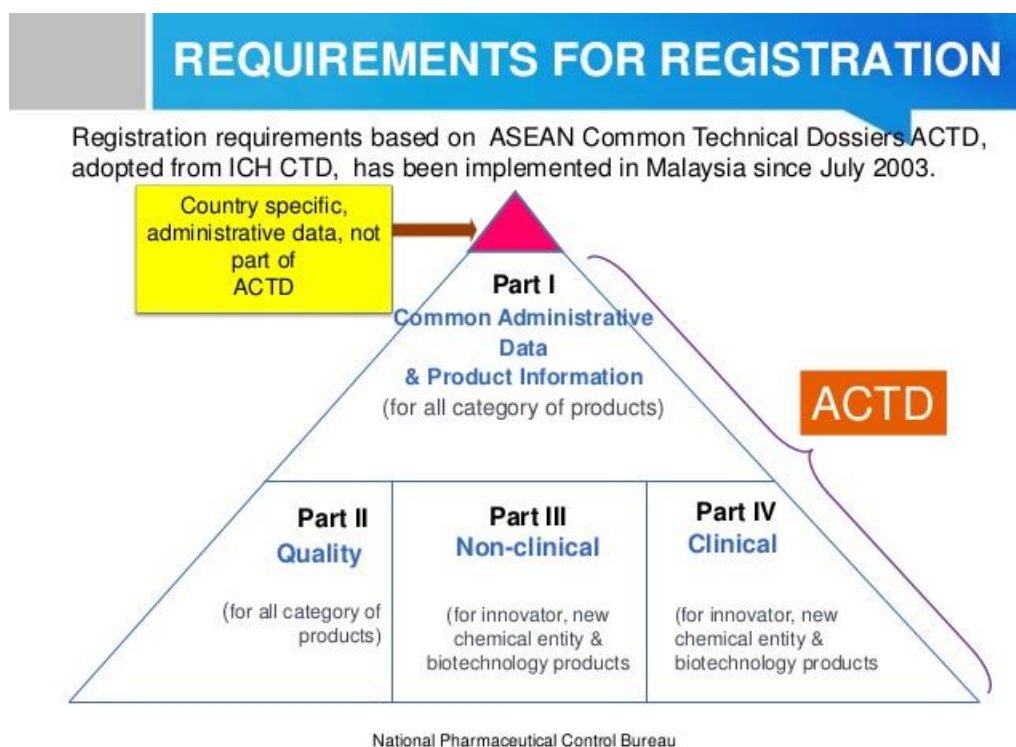 REQUIREMENTS FOR REGISTRATION
Registration requirements based on ASEAN Common Technical Dossiers ACTD,
adopted from ICH CTD, has been implemented in Malaysia since July 2003.
Country specific,
administrative data, not
part of
ACTD
Part I
Common Administrative
Data
& Product Information
(for all category of products)
ACTD
Part II
Quality
(for all category of
products)
Part III
Non-clinical
(for innovator, new
chemical entity &
biotechnology products
Part IV
Clinical
(for innovator, new
chemical entity &
biotechnology products)
National Pharmaceutical Control Bureau